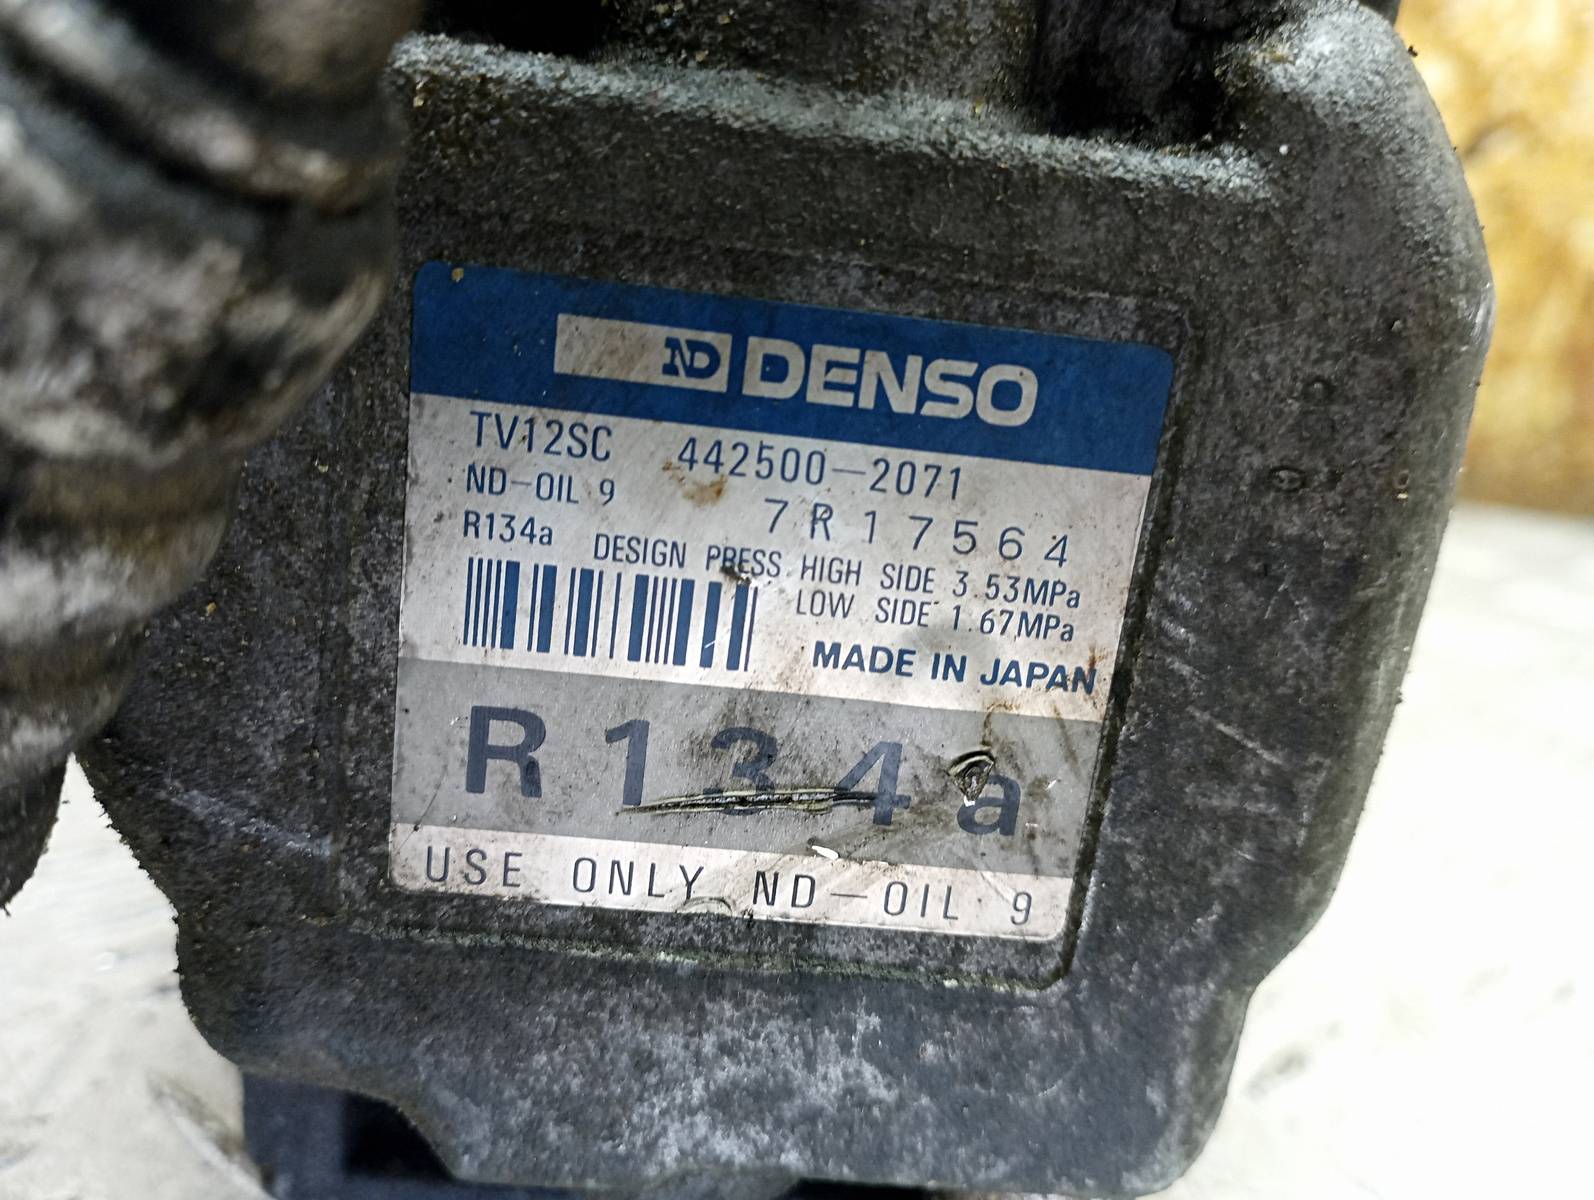 ND DENSO
TV12SC 442500-2071
ND-OIL 9 7R17564
R134a DESIGN PRESS HIGH SIDE 3.53MPa
LOW SIDE 1.67MPa
MADE IN JAPAN
R134a
USE ONLY ND-OIL 9